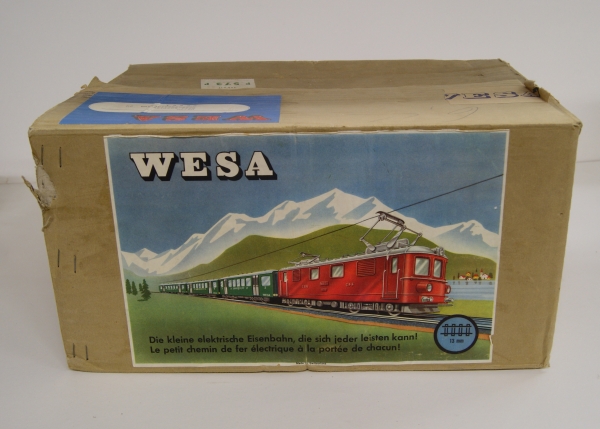 WESA
WESA
Die kleine elektrische Eisenbahn, die sich jeder leisten kann!
Le petit chemin de fer électrique à la portée de chacun!
13 mm